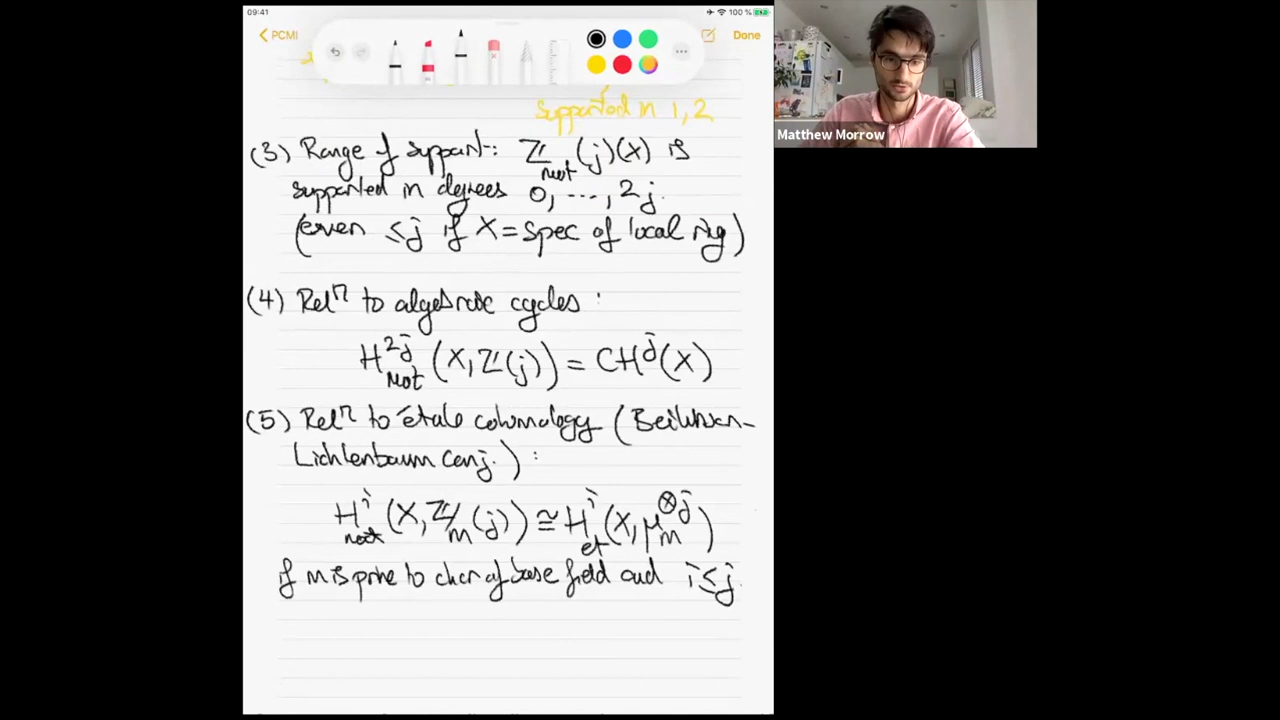 09:41
100 %
PCMI
Done
supported in 1, 2
(3) Range of support: ℤ_mot(j)(X) is
supported in degrees 0, ..., 2j.
(even ≤j if X = Spec of local ring)
(4) Relⁿ to algebraic cycles :
H^{2j}_{Mot}(X, ℤ(j)) = CH^j(X)
(5) Relⁿ to étale cohomology (Beilinson-
Lichtenbaum conj.) :
H^i_{mot}(X, ℤ/m(j)) ≅ H^i_{et}(X, μ_m^{⊗j})
if m is prime to char of base field and i≤j.
Matthew Morrow